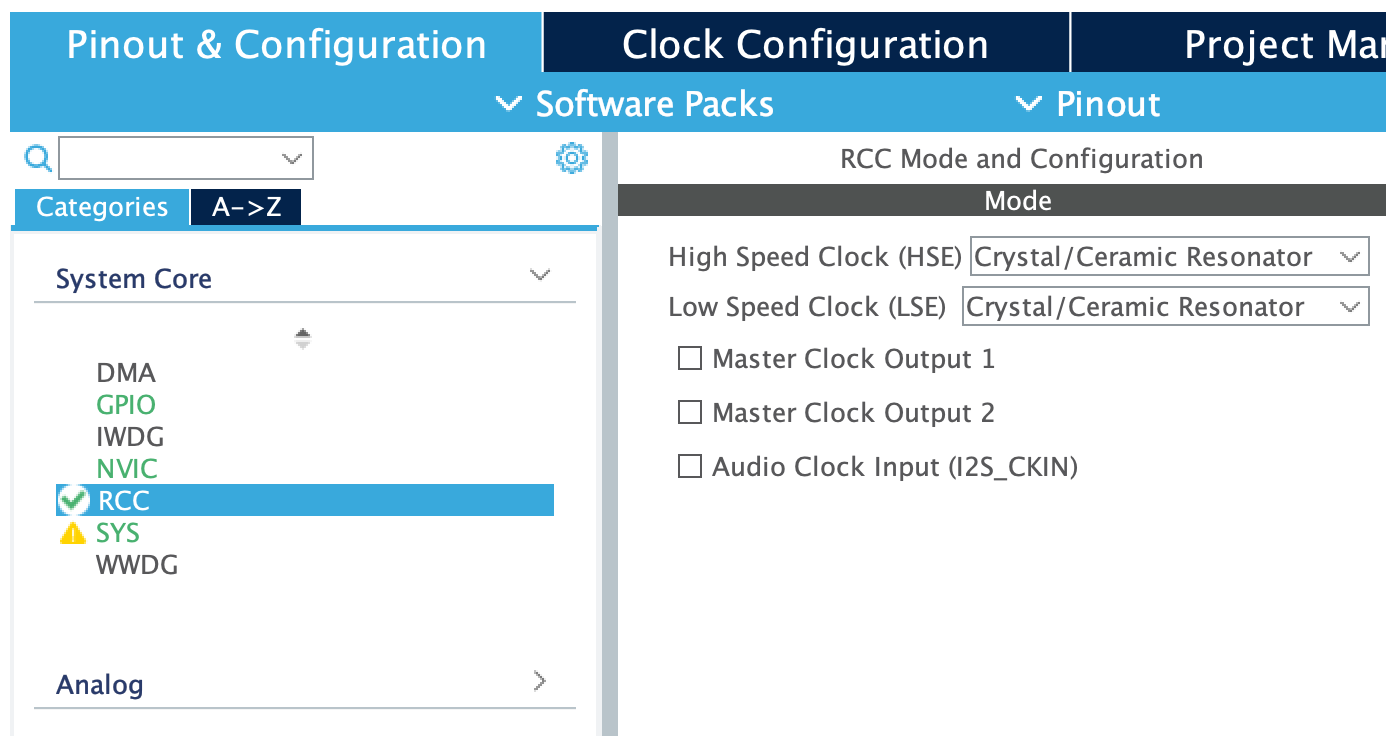 Pinout & Configuration
Clock Configuration
Project Mar
Software Packs
Pinout
Categories
A->Z
System Core
DMA
GPIO
IWDG
NVIC
RCC
SYS
WWDG
Analog
RCC Mode and Configuration
Mode
High Speed Clock (HSE) Crystal/Ceramic Resonator
Low Speed Clock (LSE) Crystal/Ceramic Resonator
Master Clock Output 1
Master Clock Output 2
Audio Clock Input (I2S_CKIN)